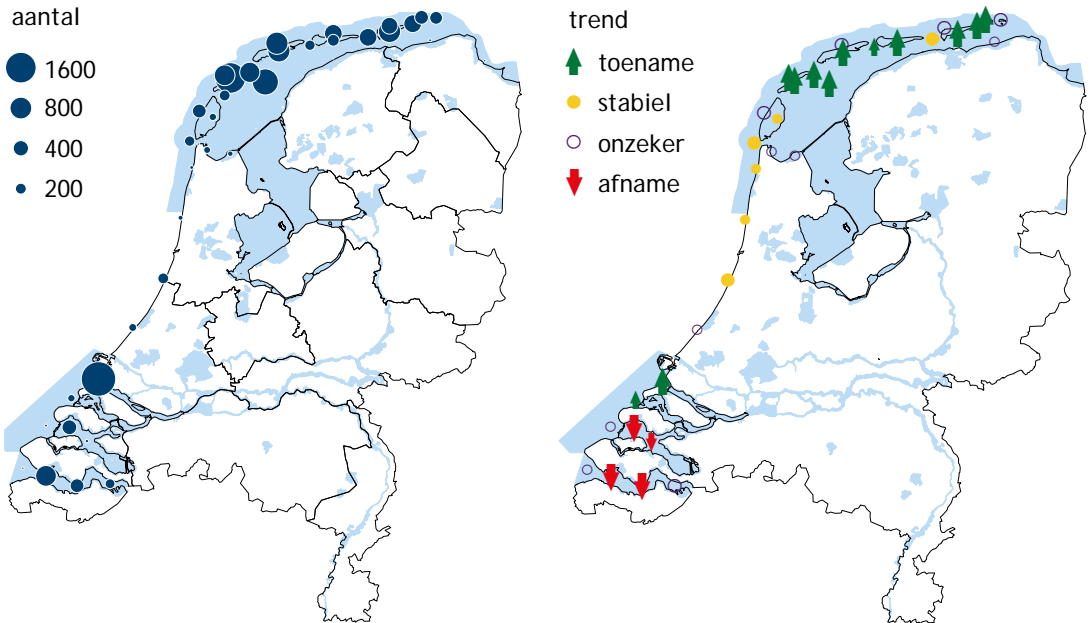 aantal
1600
800
400
200
trend
toename
stabiel
onzeker
afname